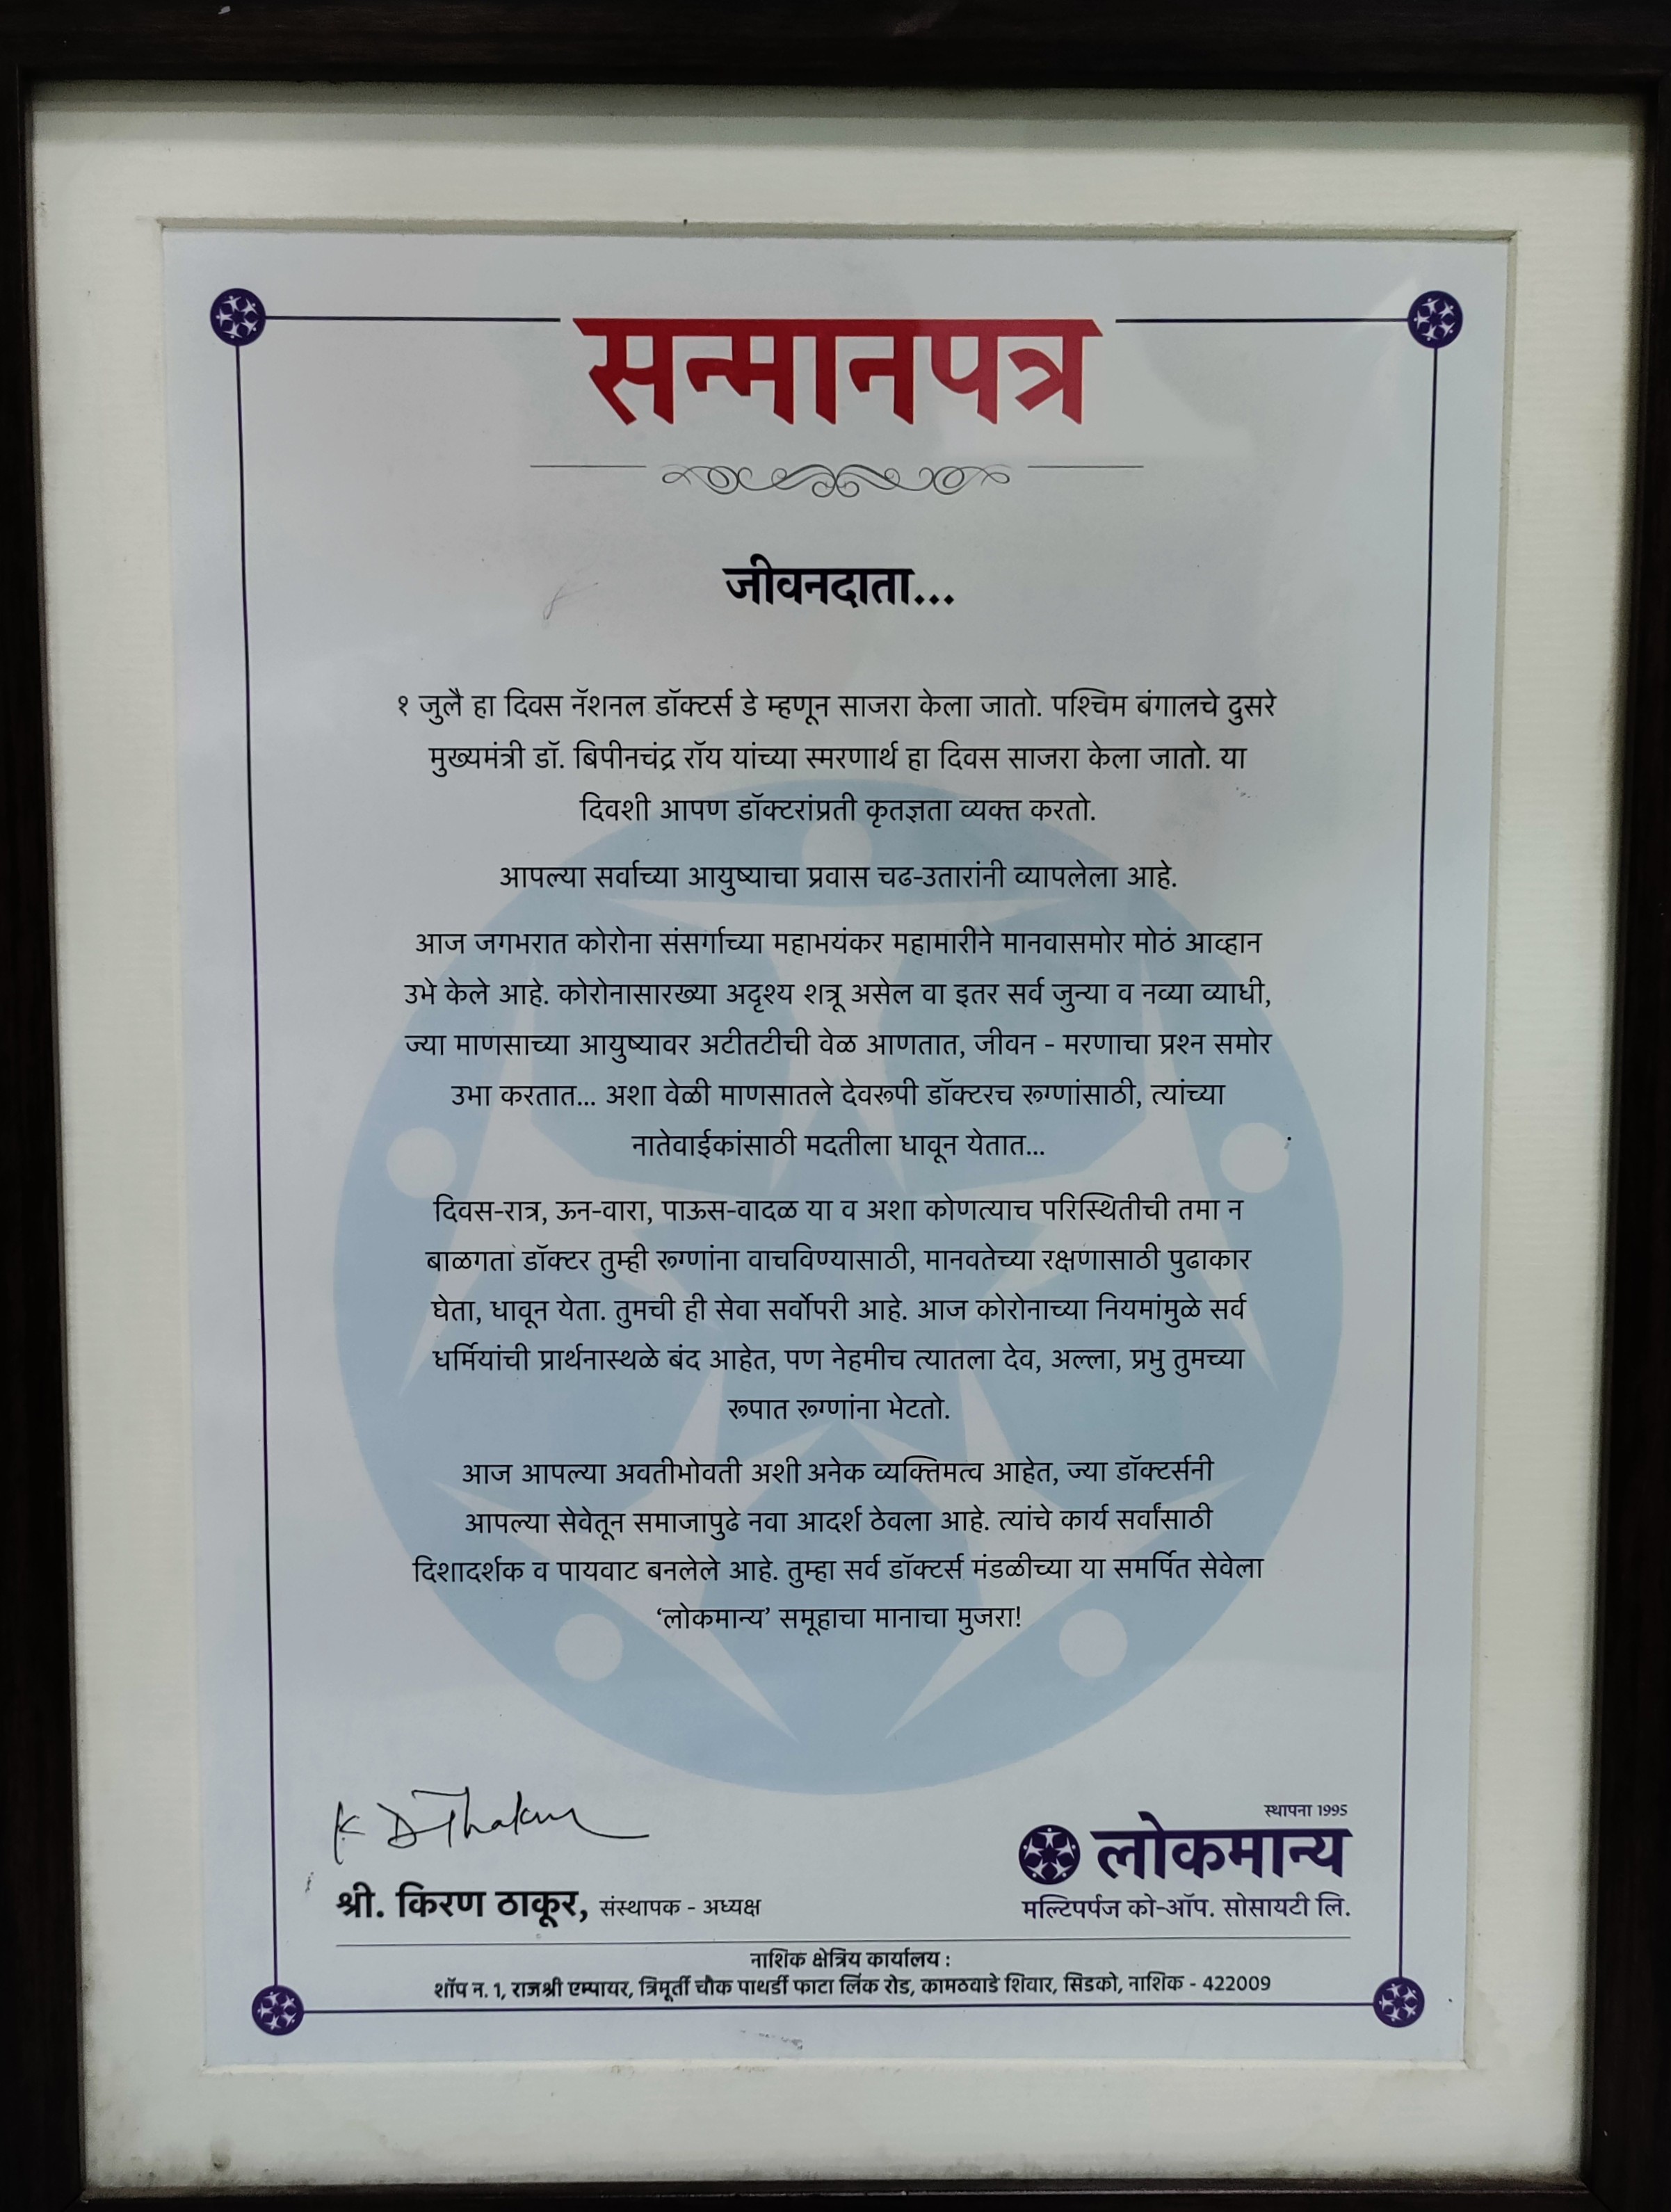 सन्मानपत्र
जीवनदाता...
१ जुलै हा दिवस नॅशनल डॉक्टर्स डे म्हणून साजरा केला जातो. पश्चिम बंगालचे दुसरे
मुख्यमंत्री डॉ. बिपीनचंद्र रॉय यांच्या स्मरणार्थ हा दिवस साजरा केला जातो. या
दिवशी आपण डॉक्टरांप्रती कृतज्ञता व्यक्त करतो.
आपल्या सर्वाच्या आयुष्याचा प्रवास चढ-उतारांनी व्यापलेला आहे.
आज जगभरात कोरोना संसर्गाच्या महाभयंकर महामारीने मानवासमोर मोठं आव्हान
उभे केले आहे. कोरोनासारख्या अदृश्य शत्रू असेल वा इतर सर्व जुन्या व नव्या व्याधी,
ज्या माणसाच्या आयुष्यावर अटीतटीची वेळ आणतात, जीवन - मरणाचा प्रश्न समोर
उभा करतात... अशा वेळी माणसातले देवरूपी डॉक्टरच रूग्णांसाठी, त्यांच्या
नातेवाईकांसाठी मदतीला धावून येतात...
दिवस-रात्र, ऊन-वारा, पाऊस-वादळ या व अशा कोणत्याच परिस्थितीची तमा न
बाळगता डॉक्टर तुम्ही रूग्णांना वाचविण्यासाठी, मानवतेच्या रक्षणासाठी पुढाकार
घेता, धावून येता. तुमची ही सेवा सर्वोपरी आहे. आज कोरोनाच्या नियमांमुळे सर्व
धर्मियांची प्रार्थनास्थळे बंद आहेत, पण नेहमीच त्यातला देव, अल्ला, प्रभु तुमच्या
रूपात रूग्णांना भेटतो.
आज आपल्या अवतीभोवती अशी अनेक व्यक्तिमत्व आहेत, ज्या डॉक्टर्सनी
आपल्या सेवेतून समाजापुढे नवा आदर्श ठेवला आहे. त्यांचे कार्य सर्वांसाठी
दिशादर्शक व पायवाट बनलेले आहे. तुम्हा सर्व डॉक्टर्स मंडळीच्या या समर्पित सेवेला
‘लोकमान्य’ समूहाचा मानाचा मुजरा!
K D Thakur
श्री. किरण ठाकूर, संस्थापक - अध्यक्ष
स्थापना 1995
लोकमान्य
मल्टिपर्पज को-ऑप. सोसायटी लि.
नाशिक क्षेत्रिय कार्यालय :
शॉप न. 1, राजश्री एम्पायर, त्रिमूर्ती चौक पाथर्डी फाटा लिंक रोड, कामठवाडे शिवार, सिडको, नाशिक - 422009